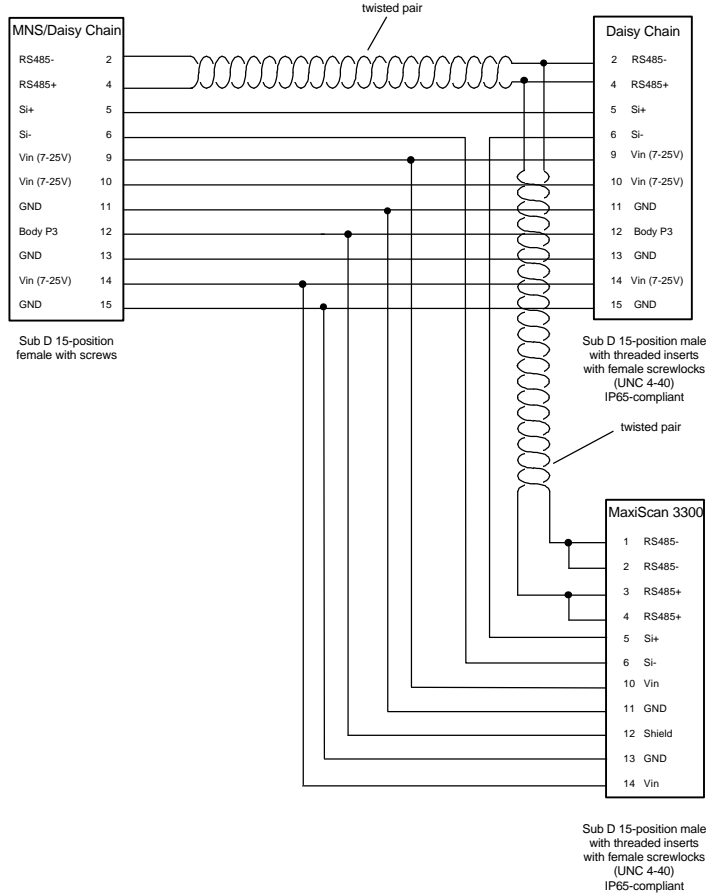 twisted pair
MNS/Daisy Chain
RS485- 2
RS485+ 4
Si+ 5
Si- 6
Vin (7-25V) 9
Vin (7-25V) 10
GND 11
Body P3 12
GND 13
Vin (7-25V) 14
GND 15
Sub D 15-position
female with screws
Daisy Chain
2 RS485-
4 RS485+
5 Si+
6 Si-
9 Vin (7-25V)
10 Vin (7-25V)
11 GND
12 Body P3
13 GND
14 Vin (7-25V)
15 GND
Sub D 15-position male
with threaded inserts
with female screwlocks
(UNC 4-40)
IP65-compliant
twisted pair
MaxiScan 3300
1 RS485-
2 RS485-
3 RS485+
4 RS485+
5 Si+
6 Si-
10 Vin
11 GND
12 Shield
13 GND
14 Vin
Sub D 15-position male
with threaded inserts
with female screwlocks
(UNC 4-40)
IP65-compliant